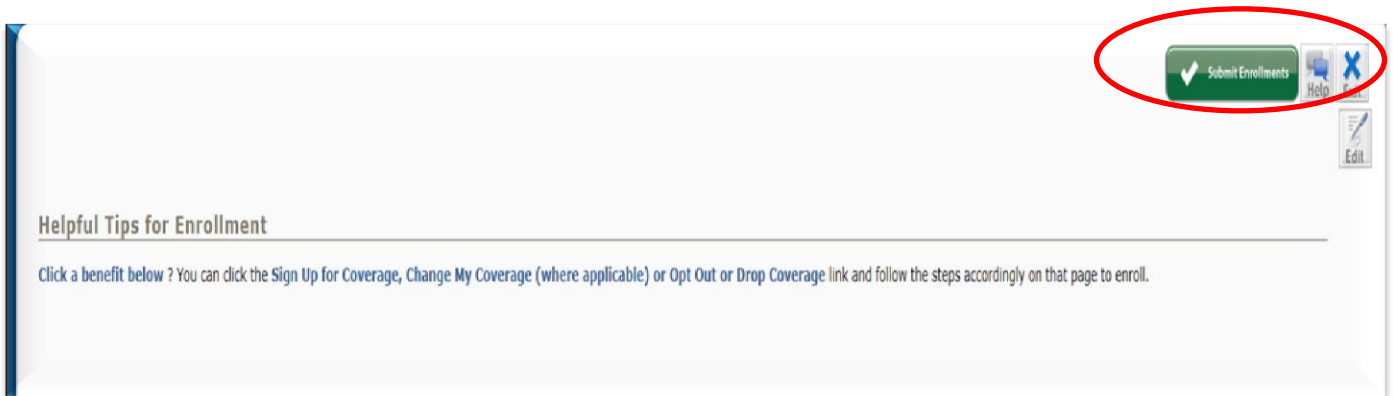 Submit Enrollments
Help
Exit
Edit
Helpful Tips for Enrollment
Click a benefit below ? You can click the Sign Up for Coverage, Change My Coverage (where applicable) or Opt Out or Drop Coverage link and follow the steps accordingly on that page to enroll.